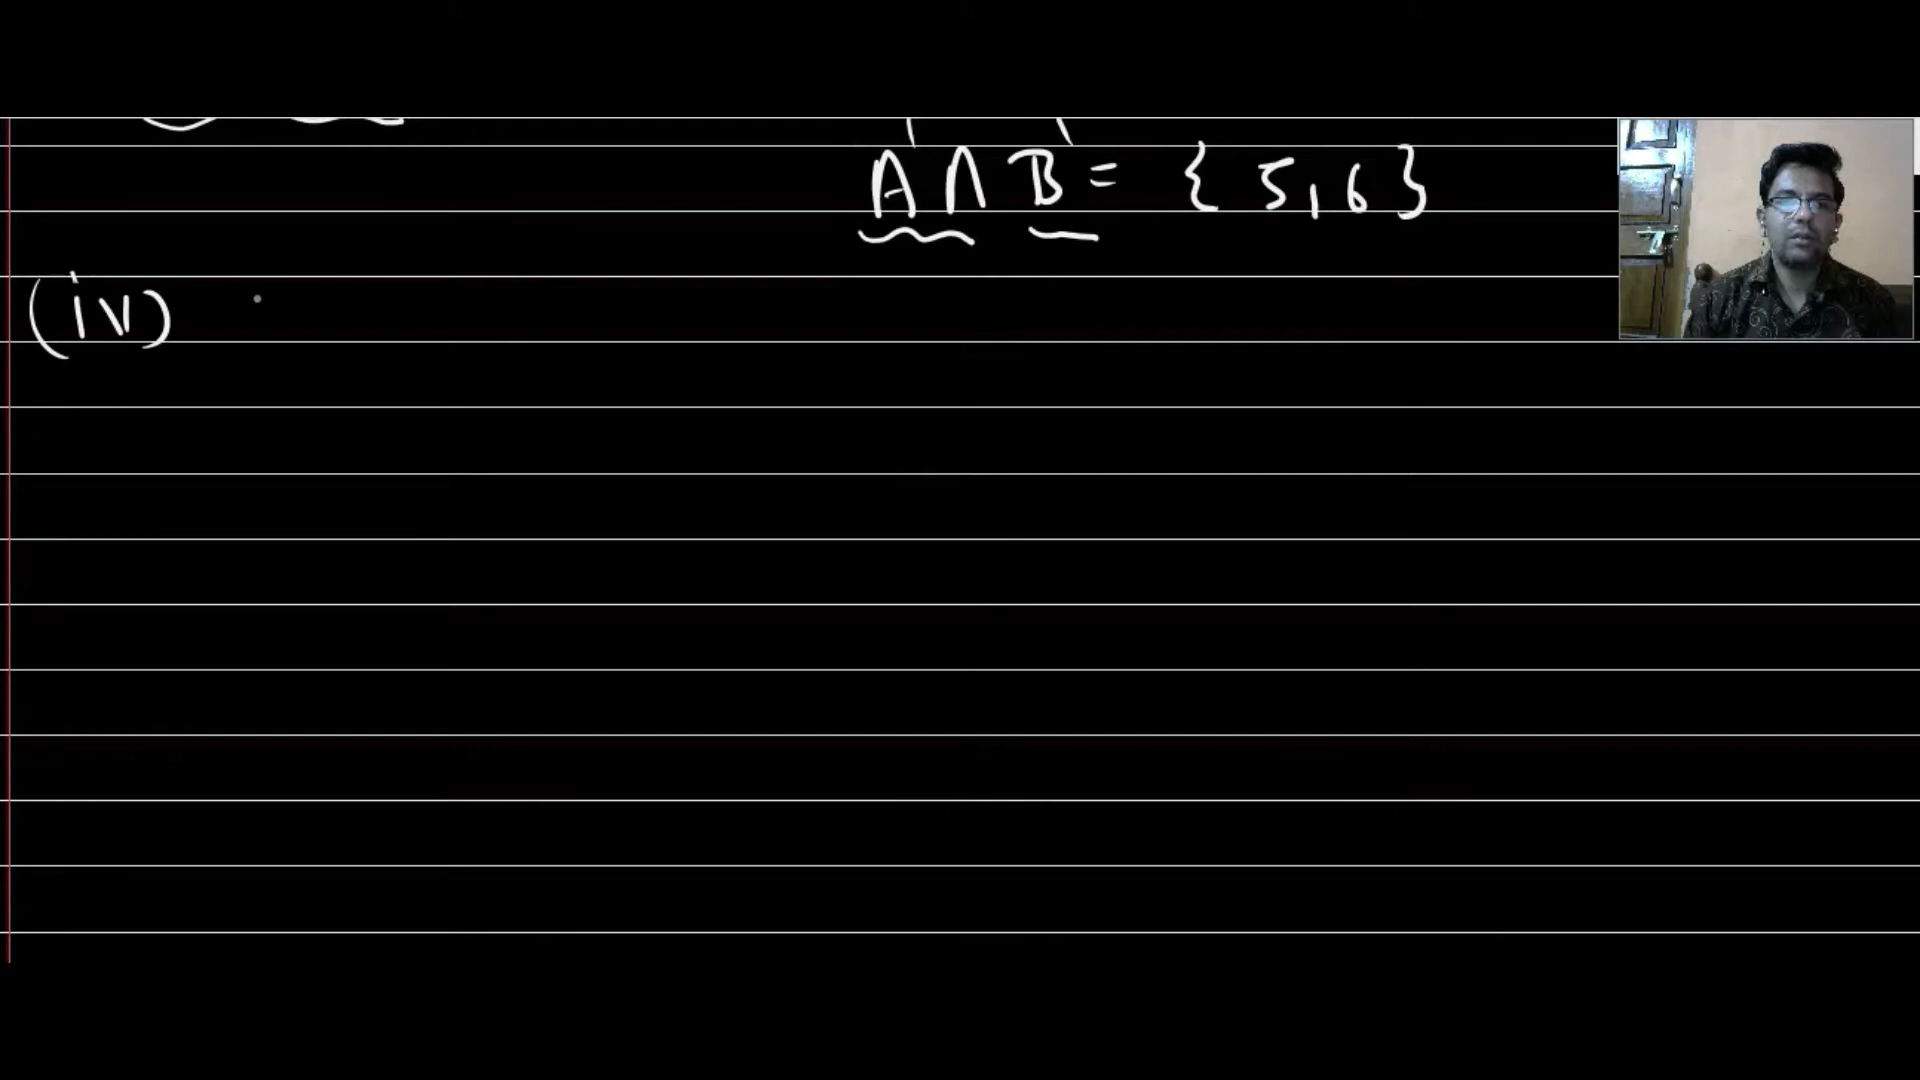 A ∩ B = { 5, 6 }
(iv)